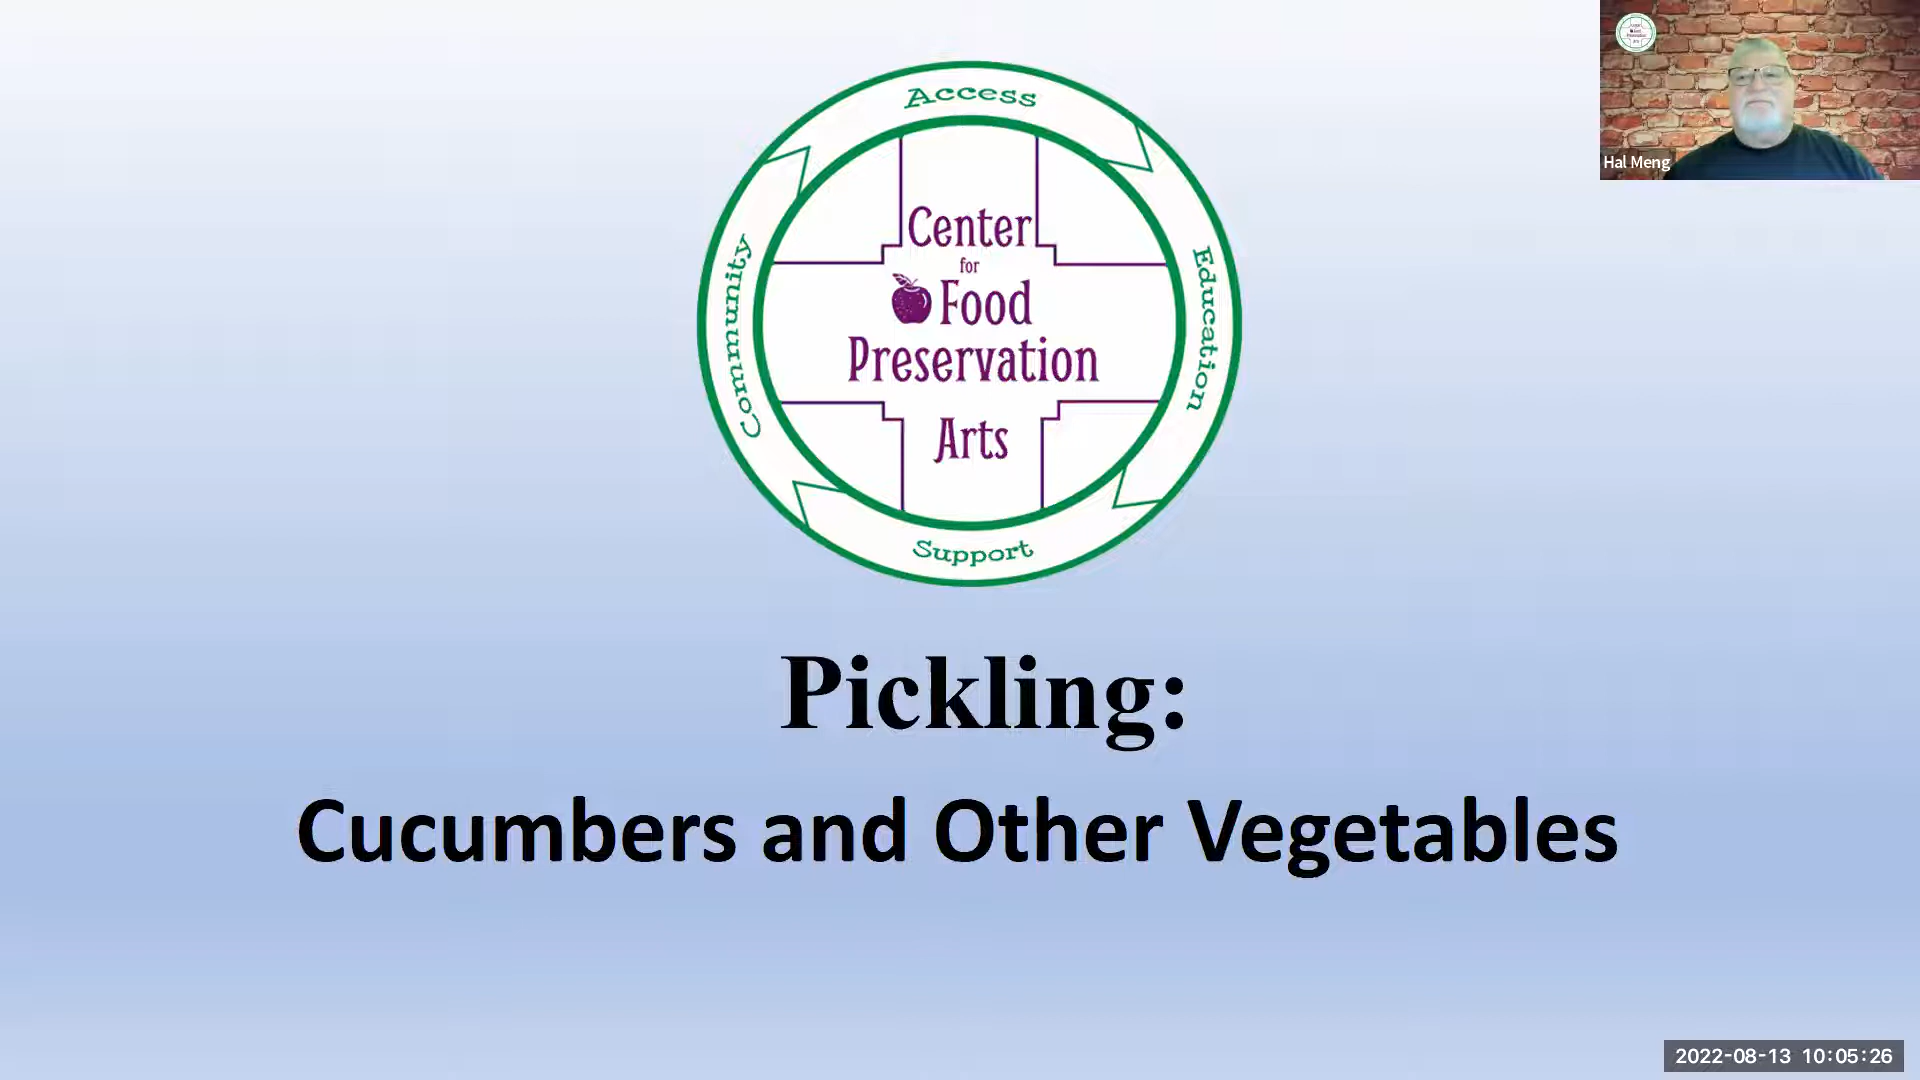 Access
Community
Education
Support
Center
for
Food
Preservation
Arts
Pickling:
Cucumbers and Other Vegetables
Hal Meng
2022-08-13 10:05:26